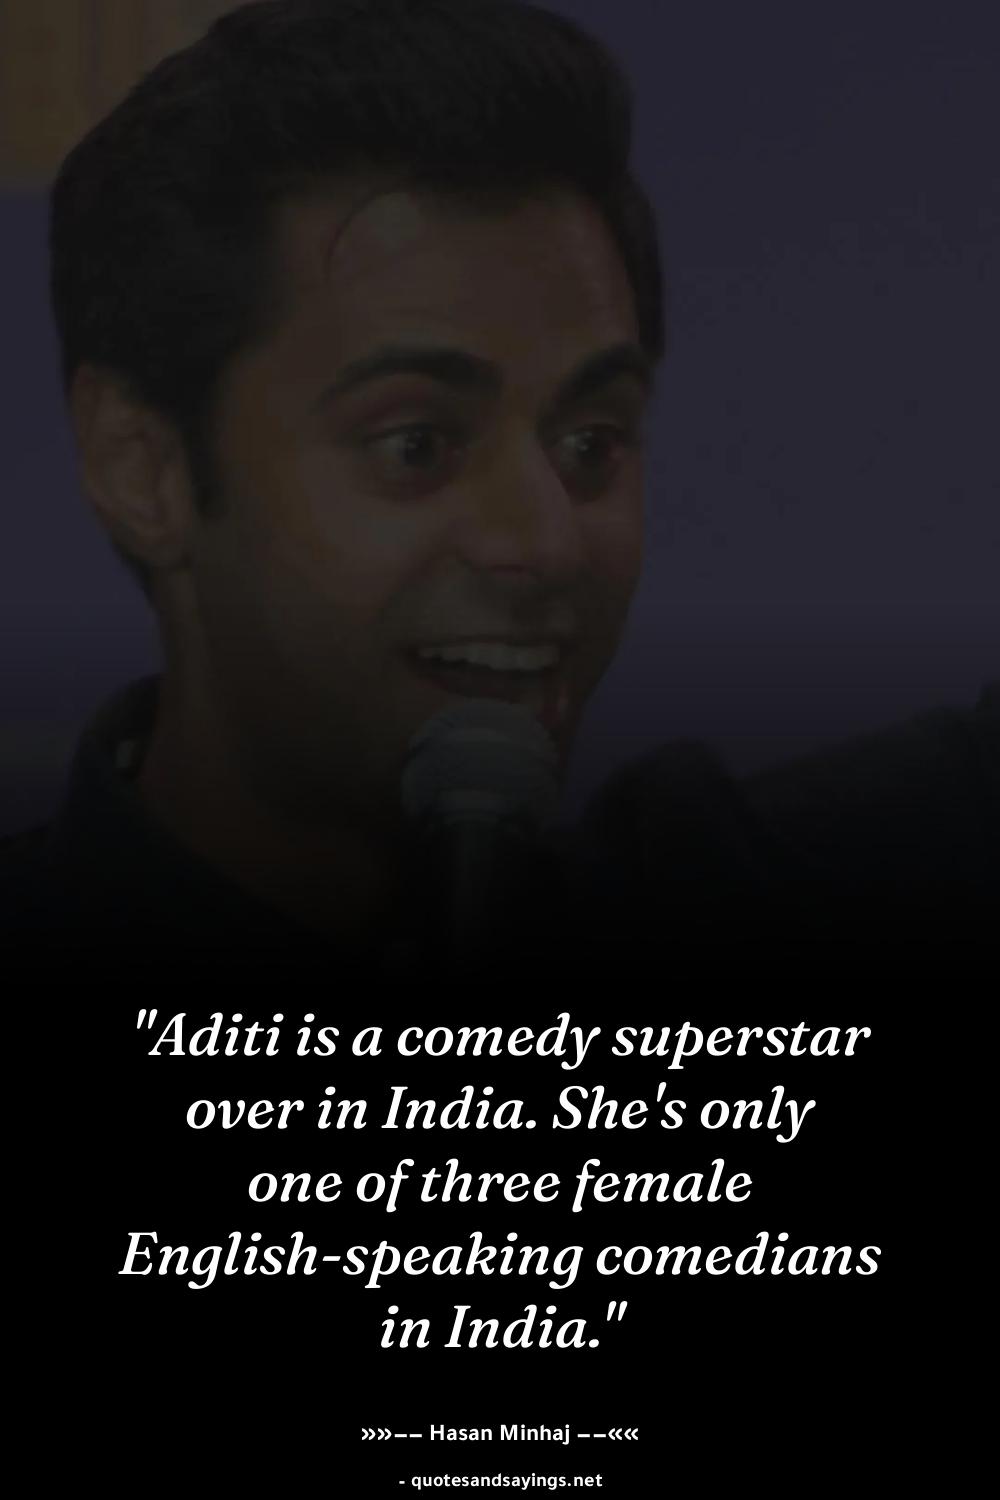 "Aditi is a comedy superstar
over in India. She's only
one of three female
English-speaking comedians
in India."
»»−− Hasan Minhaj −−««
- quotesandsayings.net